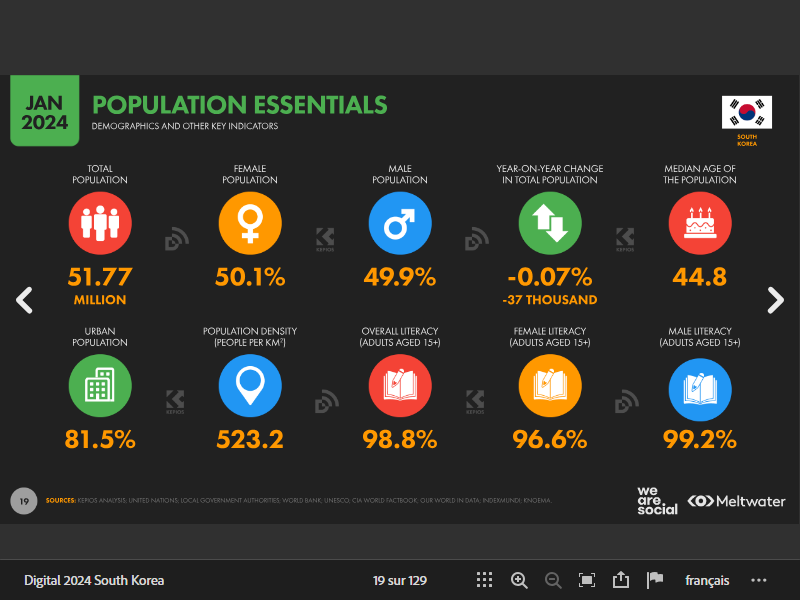 JAN
2024
POPULATION ESSENTIALS
DEMOGRAPHICS AND OTHER KEY INDICATORS
SOUTH
KOREA
TOTAL
POPULATION
51.77
MILLION
FEMALE
POPULATION
50.1%
MALE
POPULATION
49.9%
YEAR-ON-YEAR CHANGE
IN TOTAL POPULATION
-0.07%
-37 THOUSAND
MEDIAN AGE OF
THE POPULATION
44.8
KEPIOS
KEPIOS
URBAN
POPULATION
81.5%
POPULATION DENSITY
(PEOPLE PER KM²)
523.2
OVERALL LITERACY
(ADULTS AGED 15+)
98.8%
FEMALE LITERACY
(ADULTS AGED 15+)
96.6%
MALE LITERACY
(ADULTS AGED 15+)
99.2%
KEPIOS
KEPIOS
19
SOURCES: KEPIOS ANALYSIS; UNITED NATIONS; LOCAL GOVERNMENT AUTHORITIES; WORLD BANK; UNESCO; CIA WORLD FACTBOOK; OUR WORLD IN DATA; INDEXMUNDI; KNOEMA.
we
are.
social
Meltwater
Digital 2024 South Korea
19 sur 129
français